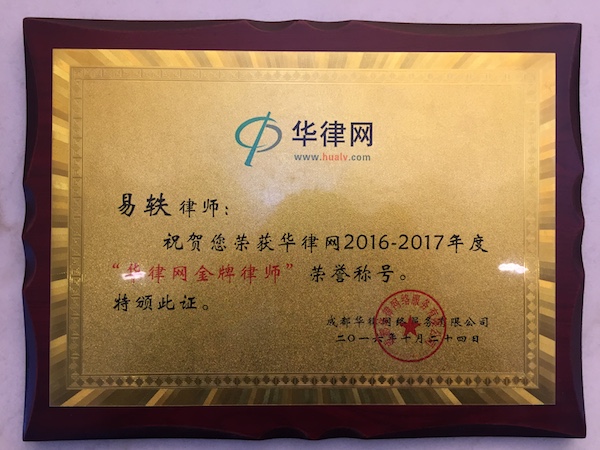 华律网
www.hualv.com
易轶律师：
祝贺您荣获华律网2016-2017年度
“华律网金牌律师”荣誉称号。
特颁此证。
成都华律网络服务有限公司
二〇一六年十月二十四日